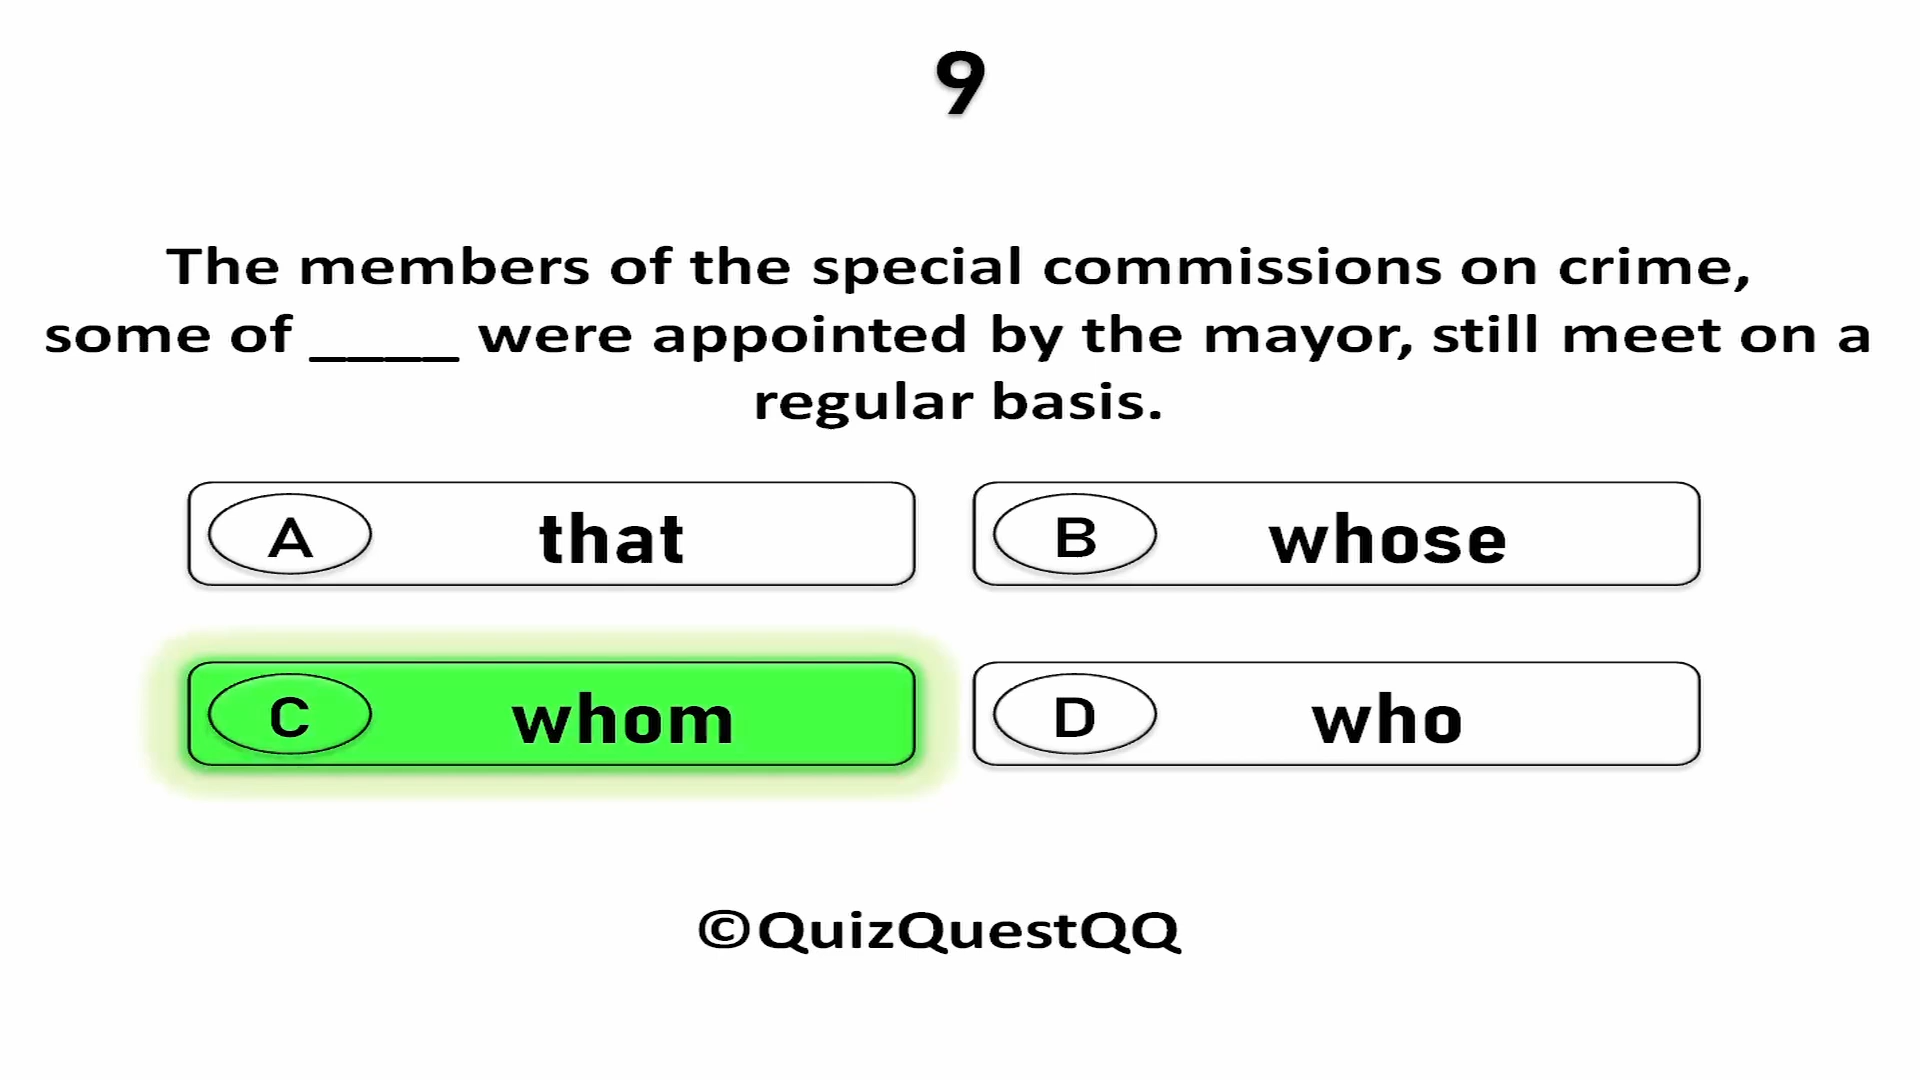 9
The members of the special commissions on crime,
some of ____ were appointed by the mayor, still meet on a
regular basis.
A that
B whose
C whom
D who
©QuizQuestQQ